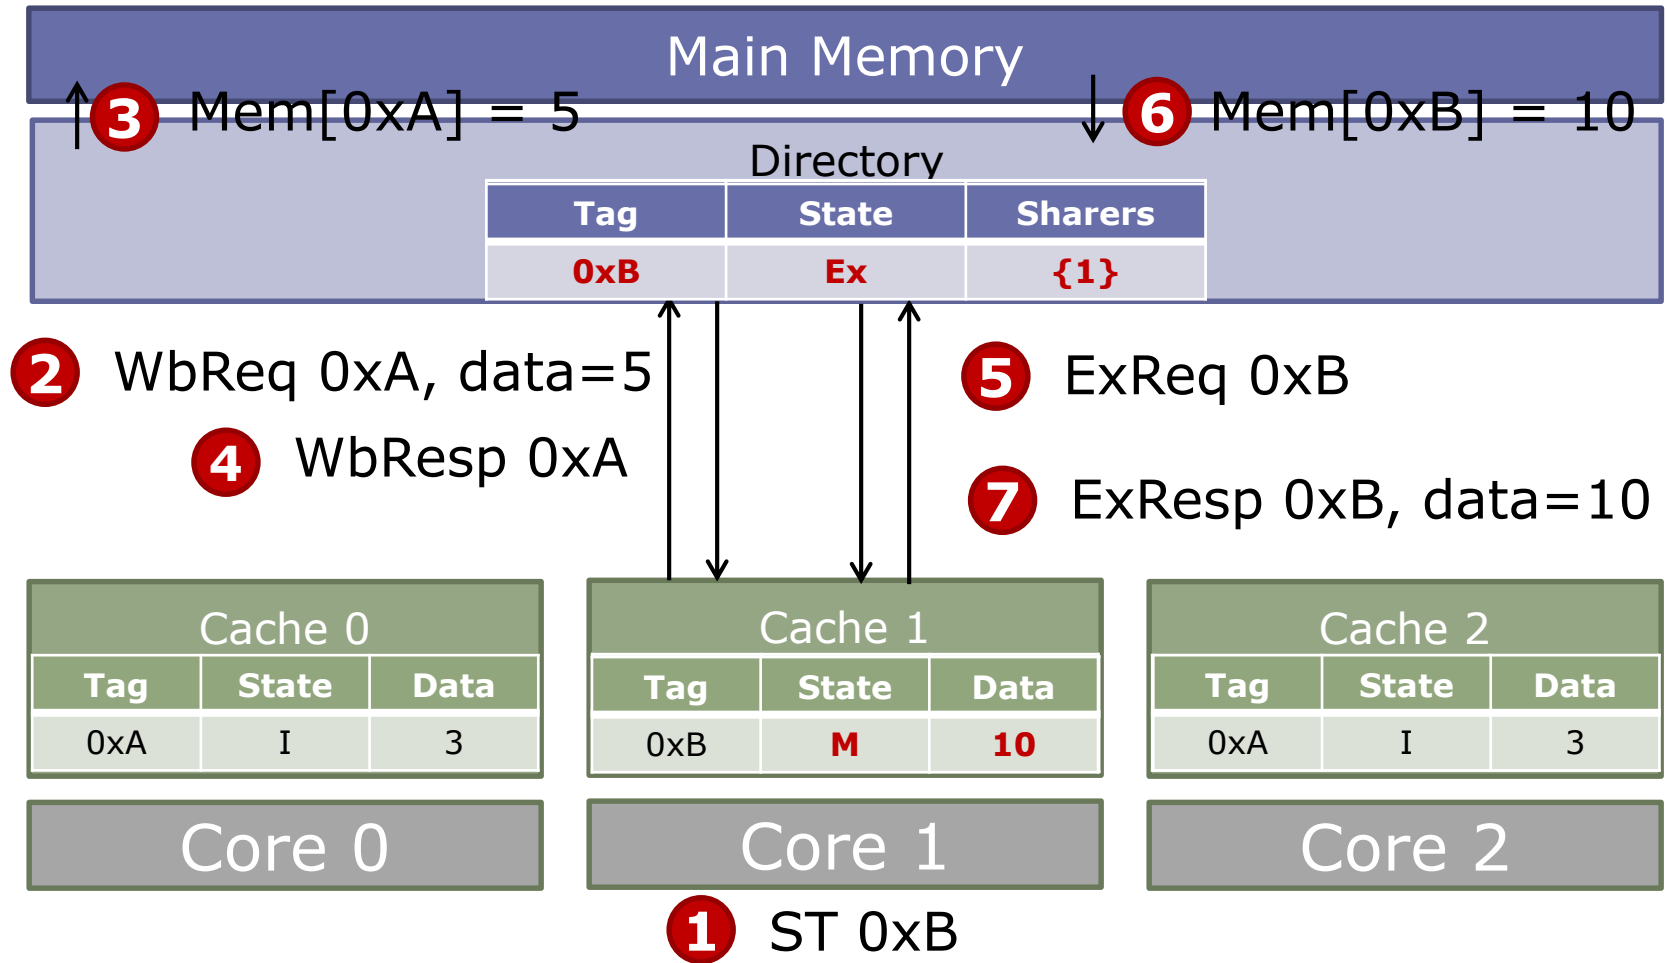 Main Memory
3 Mem[0xA] = 5
6 Mem[0xB] = 10
Directory
Tag State Sharers
0xB Ex {1}
2 WbReq 0xA, data=5
5 ExReq 0xB
4 WbResp 0xA
7 ExResp 0xB, data=10
Cache 0
Tag State Data
0xA I 3
Core 0
Cache 1
Tag State Data
0xB M 10
Core 1
Cache 2
Tag State Data
0xA I 3
Core 2
1 ST 0xB